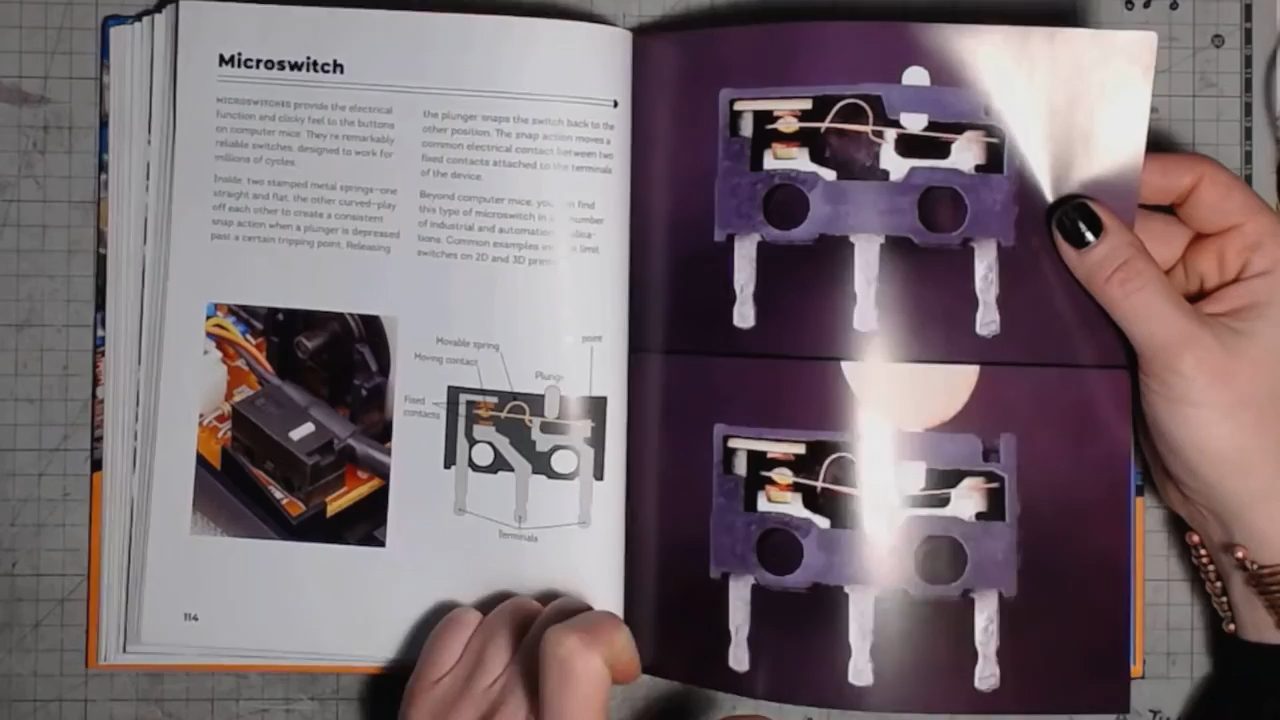 Microswitch
MICROSWITCHES provide the electrical
function and clicky feel to the buttons
on computer mice. They're remarkably
reliable switches, designed to work for
millions of cycles.
Inside, two stamped metal springs—one
straight and flat, the other curved—play
off each other to create a consistent
snap action when a plunger is depressed
past a certain tripping point. Releasing
the plunger snaps the switch back to the
other position. The snap action moves a
common electrical contact between two
fixed contacts attached to the terminals
of the device.
Beyond computer mice, you find
this type of microswitch in number
of industrial and automation
tions. Common examples limit
switches on 2D and 3D
Movable spring
Moving contact
point
Fixed
contacts
Terminals
114